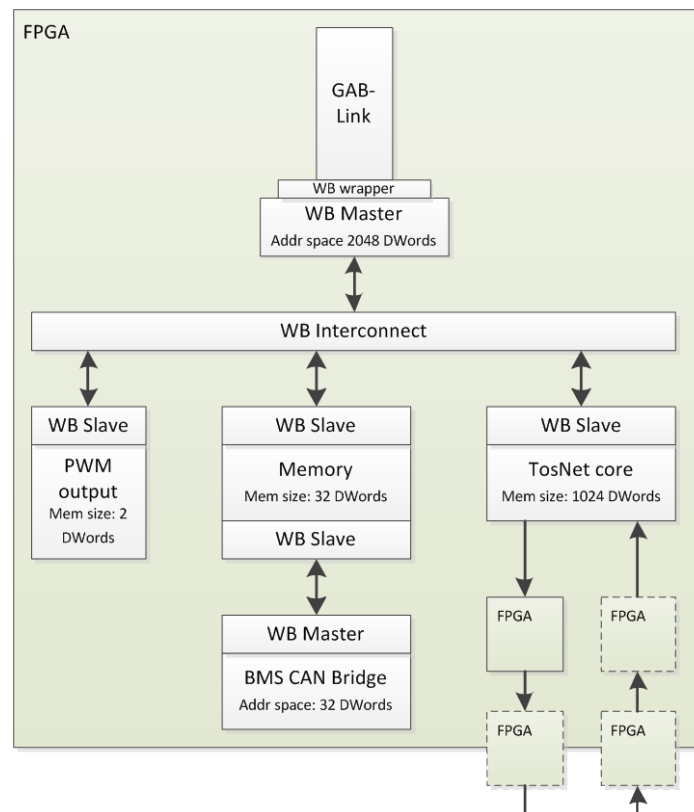 FPGA
GAB-
Link
WB wrapper
WB Master
Addr space 2048 DWords
WB Interconnect
WB Slave
PWM
output
Mem size: 2
DWords
WB Slave
Memory
Mem size: 32 DWords
WB Slave
WB Master
BMS CAN Bridge
Addr space: 32 DWords
WB Slave
TosNet core
Mem size: 1024 DWords
FPGA
FPGA
FPGA
FPGA